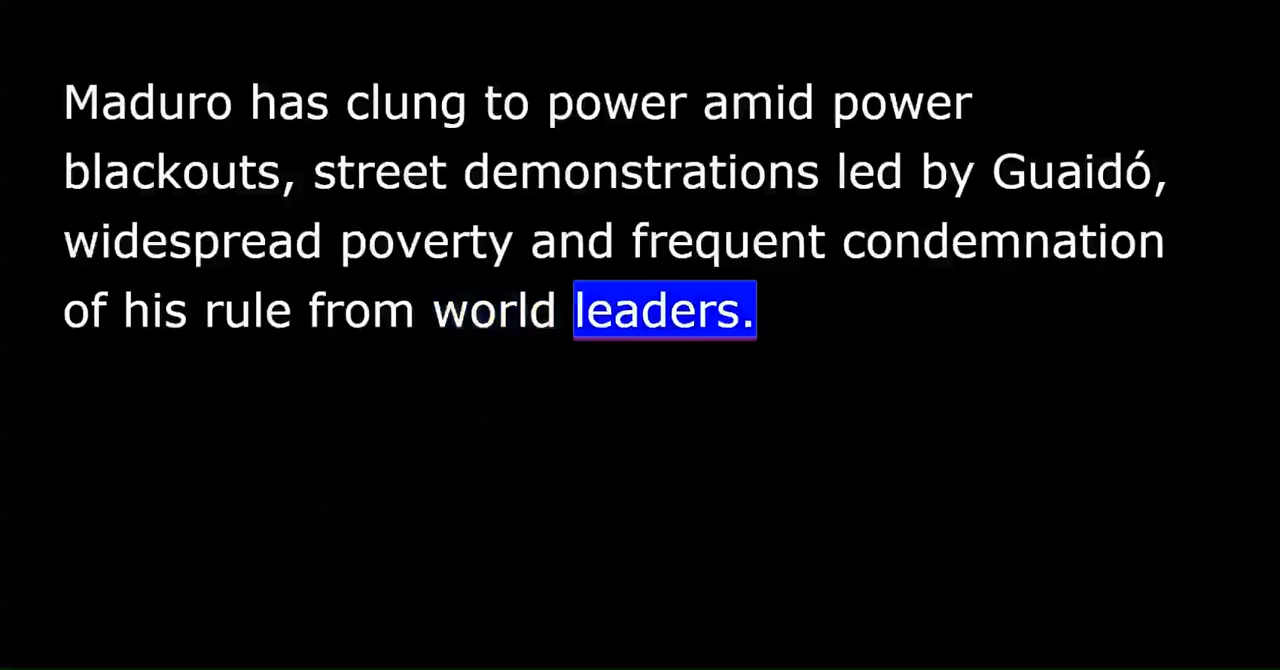 Maduro has clung to power amid power
blackouts, street demonstrations led by Guaidó,
widespread poverty and frequent condemnation
of his rule from world leaders.